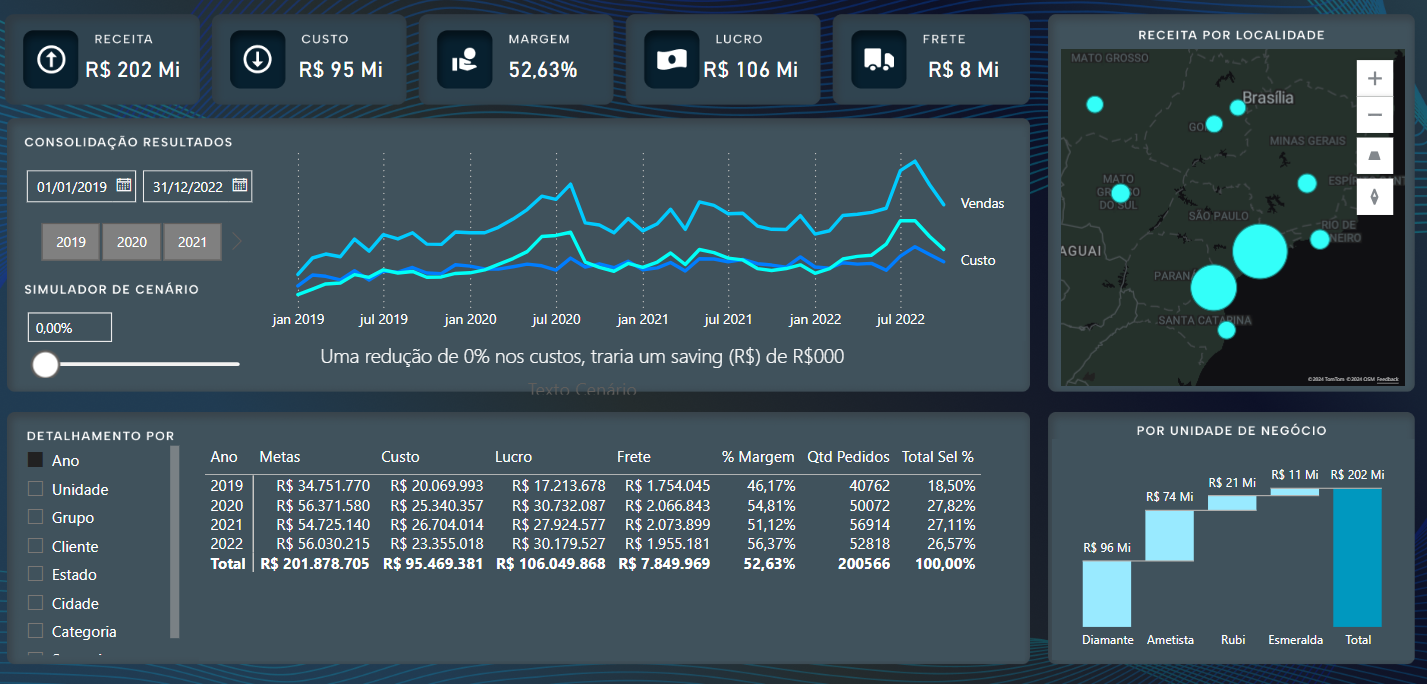 RECEITA
R$ 202 Mi
CUSTO
R$ 95 Mi
MARGEM
52,63%
LUCRO
R$ 106 Mi
FRETE
R$ 8 Mi
CONSOLIDAÇÃO RESULTADOS
01/01/2019
31/12/2022
2019
2020
2021
SIMULADOR DE CENÁRIO
0,00%
Vendas
Custo
jan 2019
jul 2019
jan 2020
jul 2020
jan 2021
jul 2021
jan 2022
jul 2022
Uma redução de 0% nos custos, traria um saving (R$) de R$000
Texto Cenário
RECEITA POR LOCALIDADE
MATO GROSSO
Brasília
MINAS GERAIS
MATO
DO SUL
SÃO PAULO
RIO DE
AGUAI
SANTA CATARINA
©2024 TomTom ©2024 OSM Feedback
DETALHAMENTO POR
Ano
Unidade
Grupo
Cliente
Estado
Cidade
Categoria
Ano Metas Custo Lucro Frete % Margem Qtd Pedidos Total Sel %
2019 R$ 34.751.770 R$ 20.069.993 R$ 17.213.678 R$ 1.754.045 46,17% 40762 18,50%
2020 R$ 56.371.580 R$ 25.340.357 R$ 30.732.087 R$ 2.066.843 54,81% 50072 27,82%
2021 R$ 54.725.140 R$ 26.704.014 R$ 27.924.577 R$ 2.073.899 51,12% 56914 27,11%
2022 R$ 56.030.215 R$ 23.355.018 R$ 30.179.527 R$ 1.955.181 56,37% 52818 26,57%
Total R$ 201.878.705 R$ 95.469.381 R$ 106.049.868 R$ 7.849.969 52,63% 200566 100,00%
POR UNIDADE DE NEGÓCIO
R$ 96 Mi
R$ 74 Mi
R$ 21 Mi
R$ 11 Mi
R$ 202 Mi
Diamante
Ametista
Rubi
Esmeralda
Total